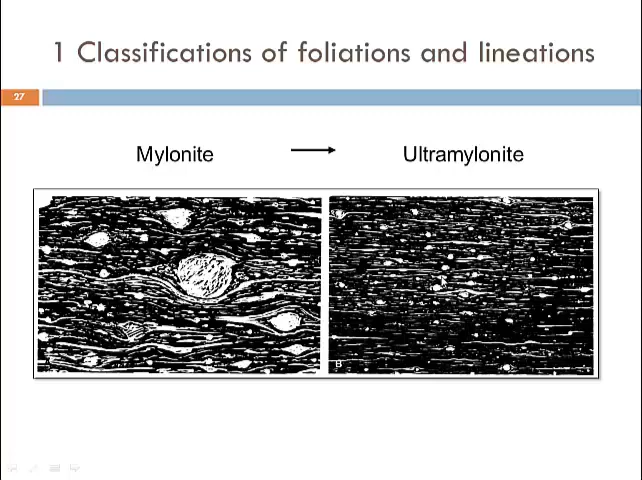 1 Classifications of foliations and lineations
27
Mylonite
Ultramylonite
B